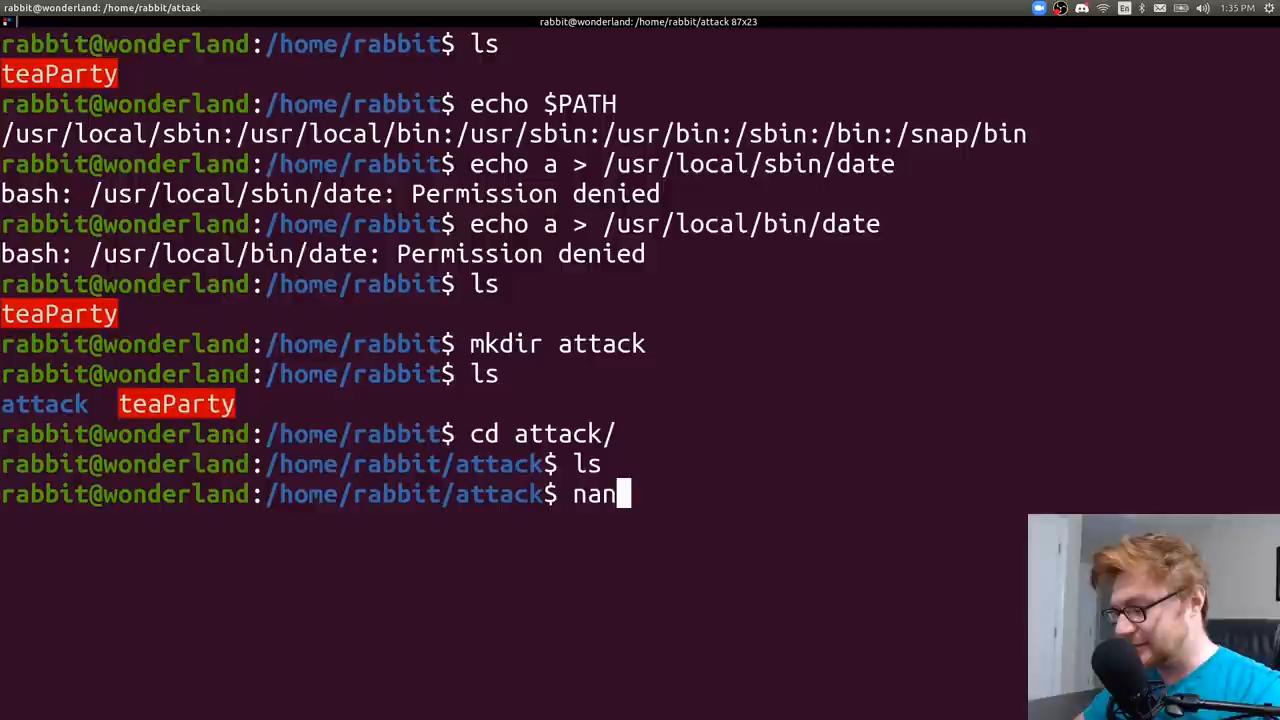 rabbit@wonderland: /home/rabbit/attack
En
1:35 PM
rabbit@wonderland: /home/rabbit/attack 87x23
rabbit@wonderland:/home/rabbit$ ls
teaParty
rabbit@wonderland:/home/rabbit$ echo $PATH
/usr/local/sbin:/usr/local/bin:/usr/sbin:/usr/bin:/sbin:/bin:/snap/bin
rabbit@wonderland:/home/rabbit$ echo a > /usr/local/sbin/date
bash: /usr/local/sbin/date: Permission denied
rabbit@wonderland:/home/rabbit$ echo a > /usr/local/bin/date
bash: /usr/local/bin/date: Permission denied
rabbit@wonderland:/home/rabbit$ ls
teaParty
rabbit@wonderland:/home/rabbit$ mkdir attack
rabbit@wonderland:/home/rabbit$ ls
attack  teaParty
rabbit@wonderland:/home/rabbit$ cd attack/
rabbit@wonderland:/home/rabbit/attack$ ls
rabbit@wonderland:/home/rabbit/attack$ nan